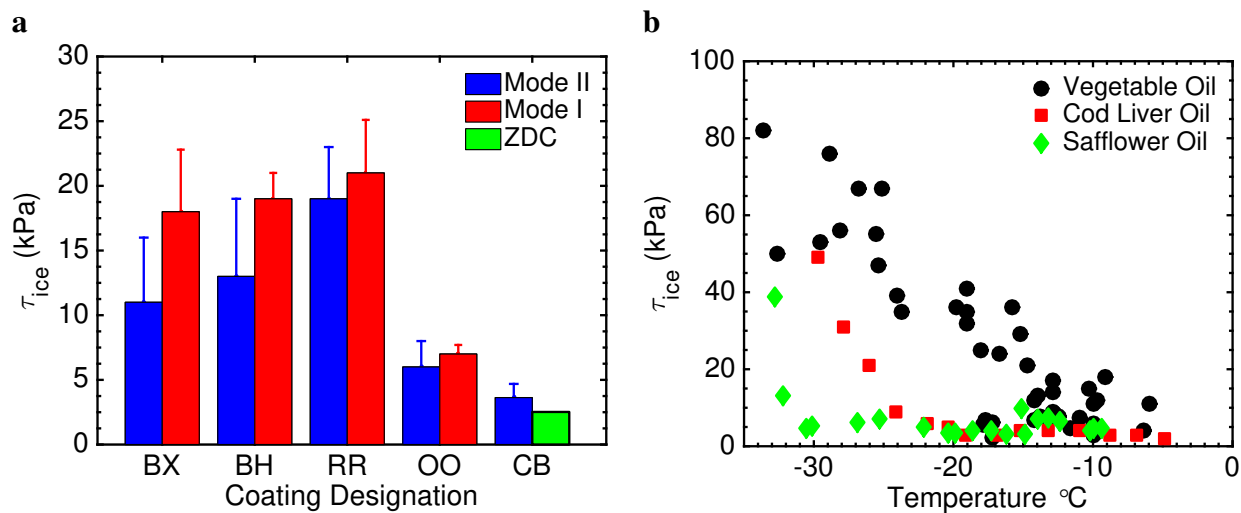 a
30
25
20
15
10
5
0
τice (kPa)
Mode II
Mode I
ZDC
BX BH RR OO CB
Coating Designation
b
100
80
60
40
20
0
τice (kPa)
Vegetable Oil
Cod Liver Oil
Safflower Oil
-30 -20 -10 0
Temperature °C